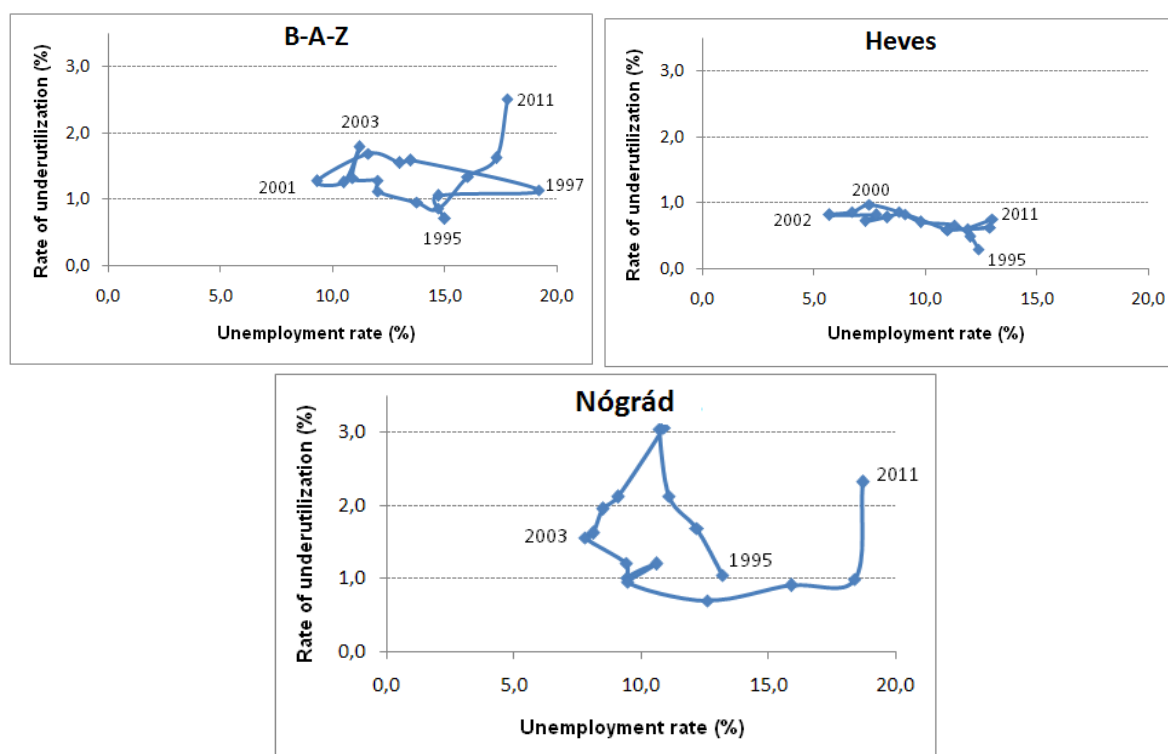 B-A-Z
Rate of underutilization (%)
3,0
2,0
1,0
0,0
2003
2011
2001
1997
1995
0,0 5,0 10,0 15,0 20,0
Unemployment rate (%)
Heves
Rate of underutilization (%)
3,0
2,0
1,0
0,0
2000
2002
2011
1995
0,0 5,0 10,0 15,0 20,0
Unemployment rate (%)
Nógrád
Rate of underutilization (%)
3,0
2,0
1,0
0,0
2011
2003
1995
0,0 5,0 10,0 15,0 20,0
Unemployment rate (%)